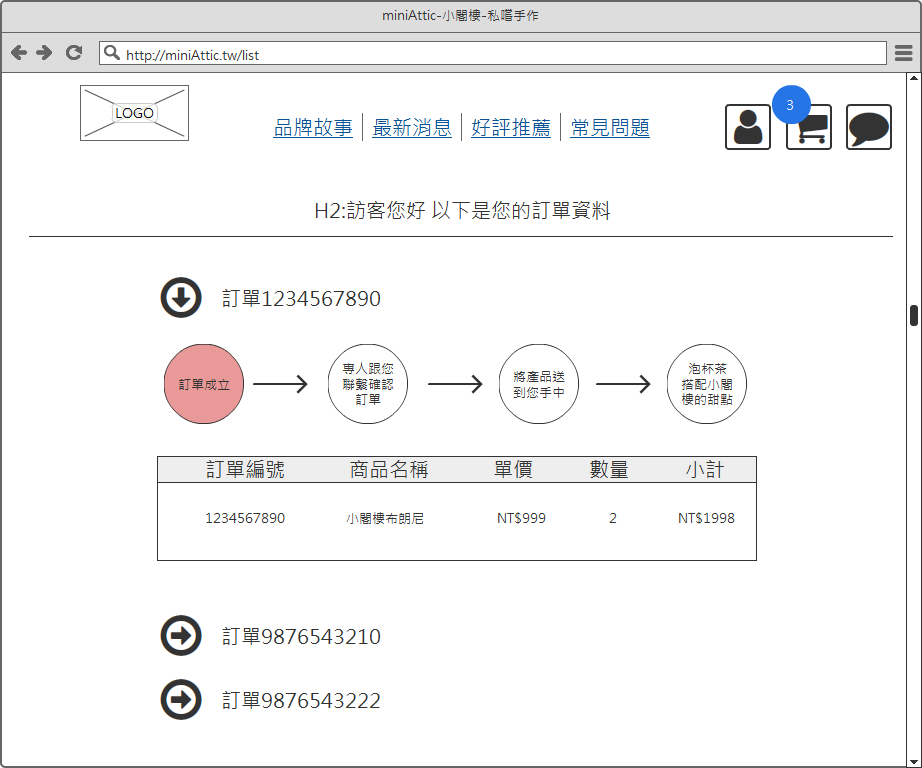 miniAttic-小閣樓-私嚐手作
http://miniAttic.tw/list
LOGO
品牌故事 最新消息 好評推薦 常見問題
3
H2:訪客您好 以下是您的訂單資料
訂單1234567890
訂單成立
專人跟您
聯繫確認
訂單
將產品送
到您手中
泡杯茶
搭配小閣
樓的甜點
訂單編號 商品名稱 單價 數量 小計
1234567890 小閣樓布朗尼 NT$999 2 NT$1998
訂單9876543210
訂單9876543222